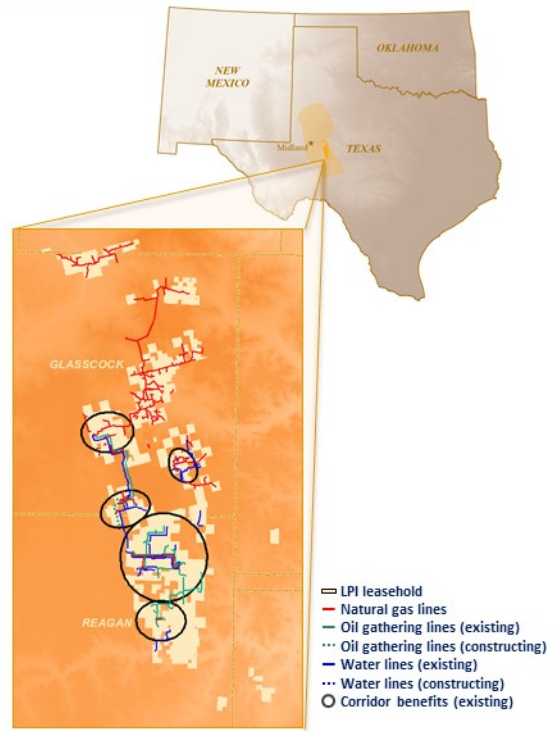 OKLAHOMA
NEW
MEXICO
Midland
TEXAS
GLASSCOCK
REAGAN
LPI leasehold
Natural gas lines
Oil gathering lines (existing)
Oil gathering lines (constructing)
Water lines (existing)
Water lines (constructing)
Corridor benefits (existing)